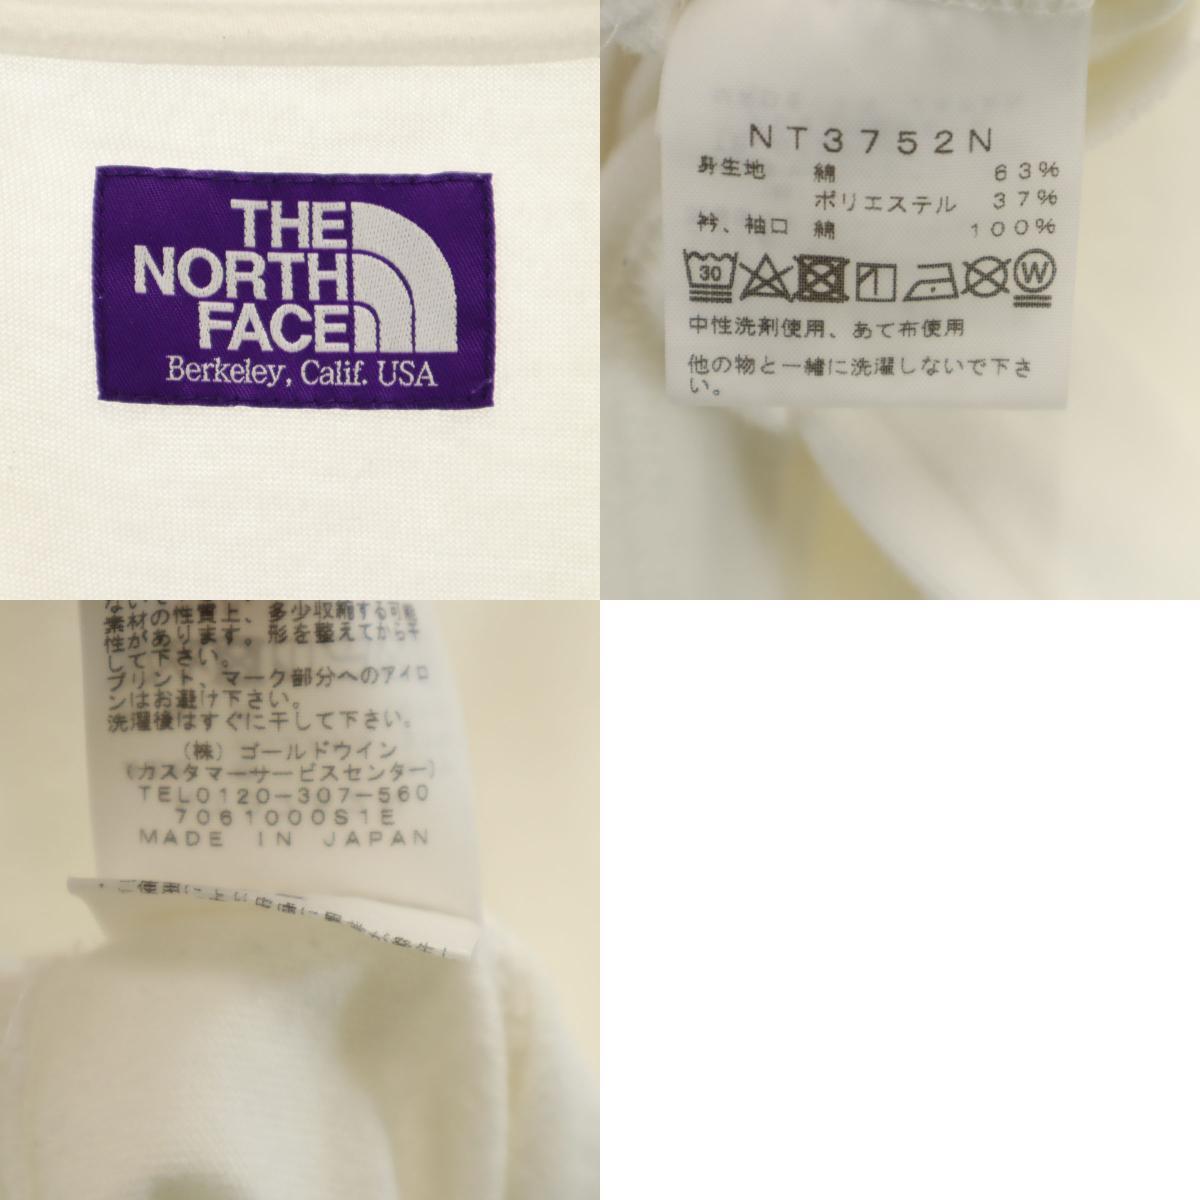 THE
NORTH
FACE
Berkeley, Calif. USA
NT3752N
身生地 綿 63%
ポリエステル 37%
衿、袖口 綿 100%
30
W
中性洗剤使用、あて布使用
他の物と一緒に洗濯しないで下さ
い。
素材の性質上、多少収縮する可能
性があります。形を整えてから干
して下さい。
プリント、マーク部分へのアイロ
ンはお避け下さい。
洗濯後はすぐに干して下さい。
(株)ゴールドウイン
(カスタマーサービスセンター)
TEL0120-307-560
7061000S1E
MADE IN JAPAN